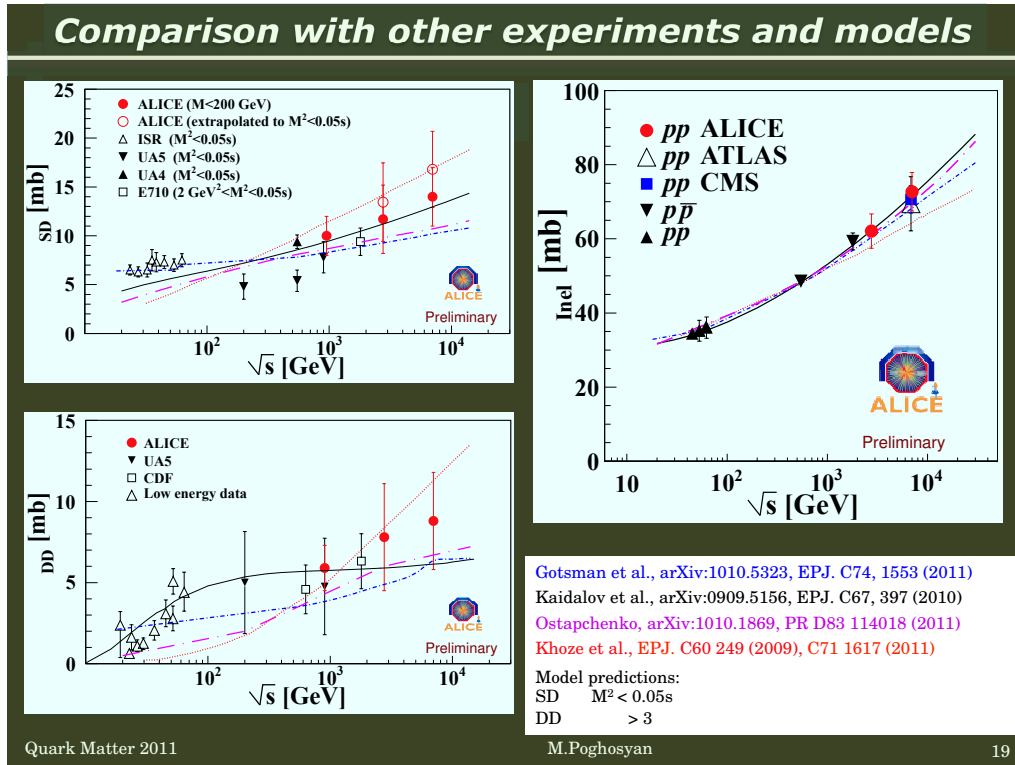 Comparison with other experiments and models
25
20
15
10
5
0
SD [mb]
ALICE (M<200 GeV)
ALICE (extrapolated to M²<0.05s)
ISR (M²<0.05s)
UA5 (M²<0.05s)
UA4 (M²<0.05s)
E710 (2 GeV²<M²<0.05s)
ALICE
Preliminary
10² 10³ 10⁴
√s [GeV]
15
10
5
0
DD [mb]
ALICE
UA5
CDF
Low energy data
ALICE
Preliminary
10² 10³ 10⁴
√s [GeV]
100
80
60
40
20
0
Inel [mb]
pp ALICE
pp ATLAS
pp CMS
pp̅
pp
ALICE
Preliminary
10 10² 10³ 10⁴
√s [GeV]
Gotsman et al., arXiv:1010.5323, EPJ. C74, 1553 (2011)
Kaidalov et al., arXiv:0909.5156, EPJ. C67, 397 (2010)
Ostapchenko, arXiv:1010.1869, PR D83 114018 (2011)
Khoze et al., EPJ. C60 249 (2009), C71 1617 (2011)
Model predictions:
SD M² < 0.05s
DD > 3
Quark Matter 2011 M.Poghosyan 19